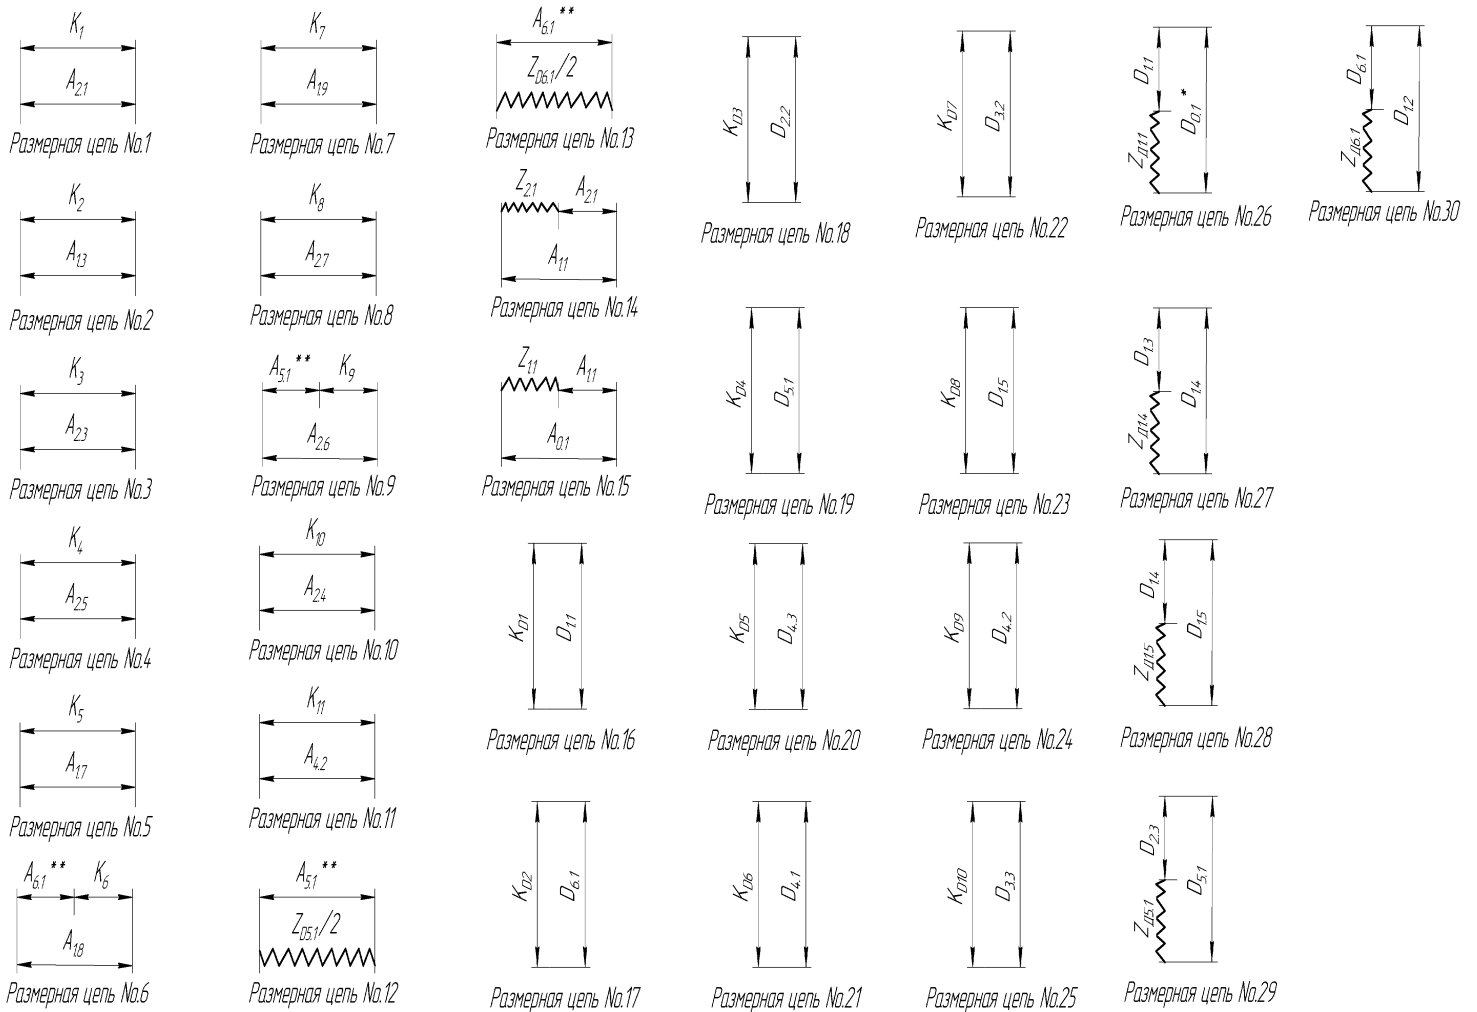 K1
A2.1
Размерная цепь No.1
K2
A1.3
Размерная цепь No.2
K3
A2.3
Размерная цепь No.3
K4
A2.5
Размерная цепь No.4
K5
A1.7
Размерная цепь No.5
A6.1** K6
A1.8
Размерная цепь No.6
K7
A1.9
Размерная цепь No.7
K8
A2.7
Размерная цепь No.8
A5.1** K9
A2.6
Размерная цепь No.9
K10
A2.4
Размерная цепь No.10
K11
A4.2
Размерная цепь No.11
A5.1**
ZD5.1/2
Размерная цепь No.12
A6.1**
ZD6.1/2
Размерная цепь No.13
Z2.1 A2.1
A1.1
Размерная цепь No.14
Z1.1 A1.1
A0.1
Размерная цепь No.15
KD1
D1.1
Размерная цепь No.16
KD2
D6.1
Размерная цепь No.17
KD3
D2.2
Размерная цепь No.18
KD4
D5.1
Размерная цепь No.19
KD5
D4.3
Размерная цепь No.20
KD6
D4.1
Размерная цепь No.21
KD7
D3.2
Размерная цепь No.22
KD8
D1.5
Размерная цепь No.23
KD9
D4.2
Размерная цепь No.24
KD10
D3.3
Размерная цепь No.25
ZД1.1 D1.1
D0.1*
Размерная цепь No.26
ZД1.4 D1.3
D1.4
Размерная цепь No.27
ZД1.5 D1.4
D1.5
Размерная цепь No.28
ZД5.1 D2.3
D5.1
Размерная цепь No.29
ZД6.1 D6.1
D1.2
Размерная цепь No.30